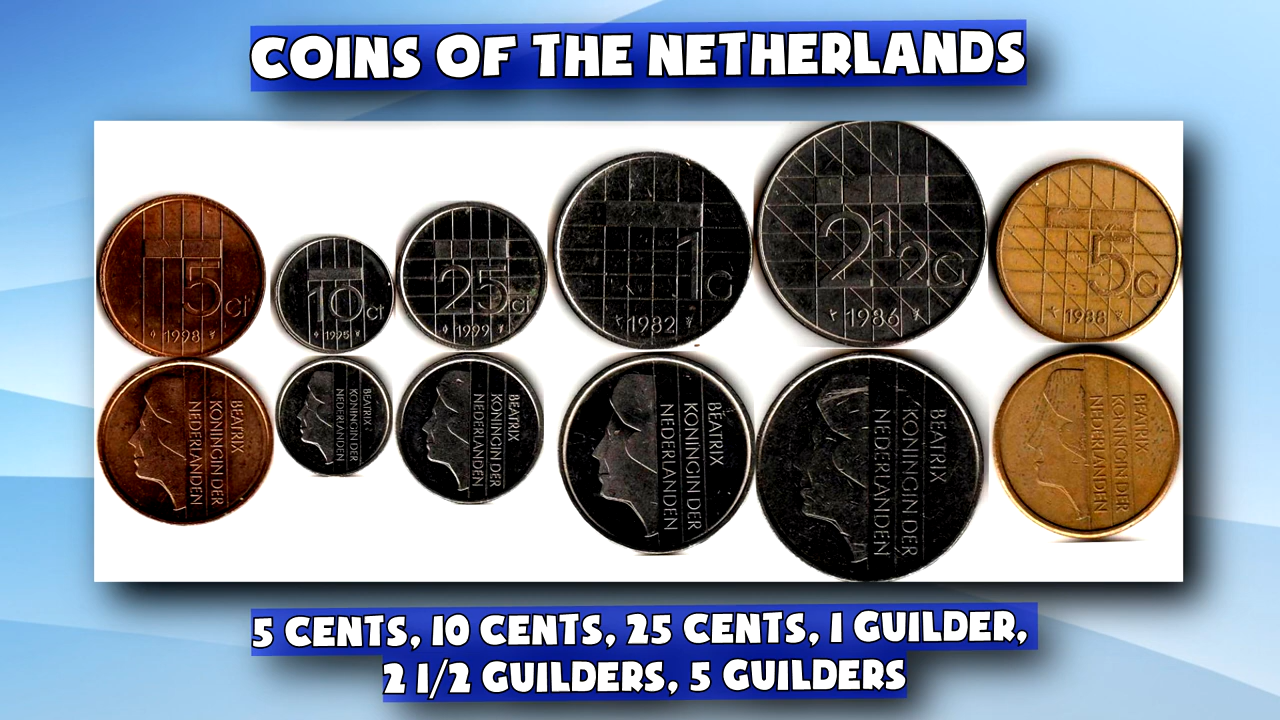 COINS OF THE NETHERLANDS
5 ct
1998
10 ct
1995
25 ct
1999
1 G
1982
2 1 2 G
1986
5 G
1988
BEATRIX
KONINGIN DER
NEDERLANDEN
BEATRIX
KONINGIN DER
NEDERLANDEN
BEATRIX
KONINGIN DER
NEDERLANDEN
BEATRIX
KONINGIN DER
NEDERLANDEN
BEATRIX
KONINGIN DER
NEDERLANDEN
BEATRIX
KONINGIN DER
NEDERLANDEN
5 CENTS, 10 CENTS, 25 CENTS, 1 GUILDER,
2 1/2 GUILDERS, 5 GUILDERS